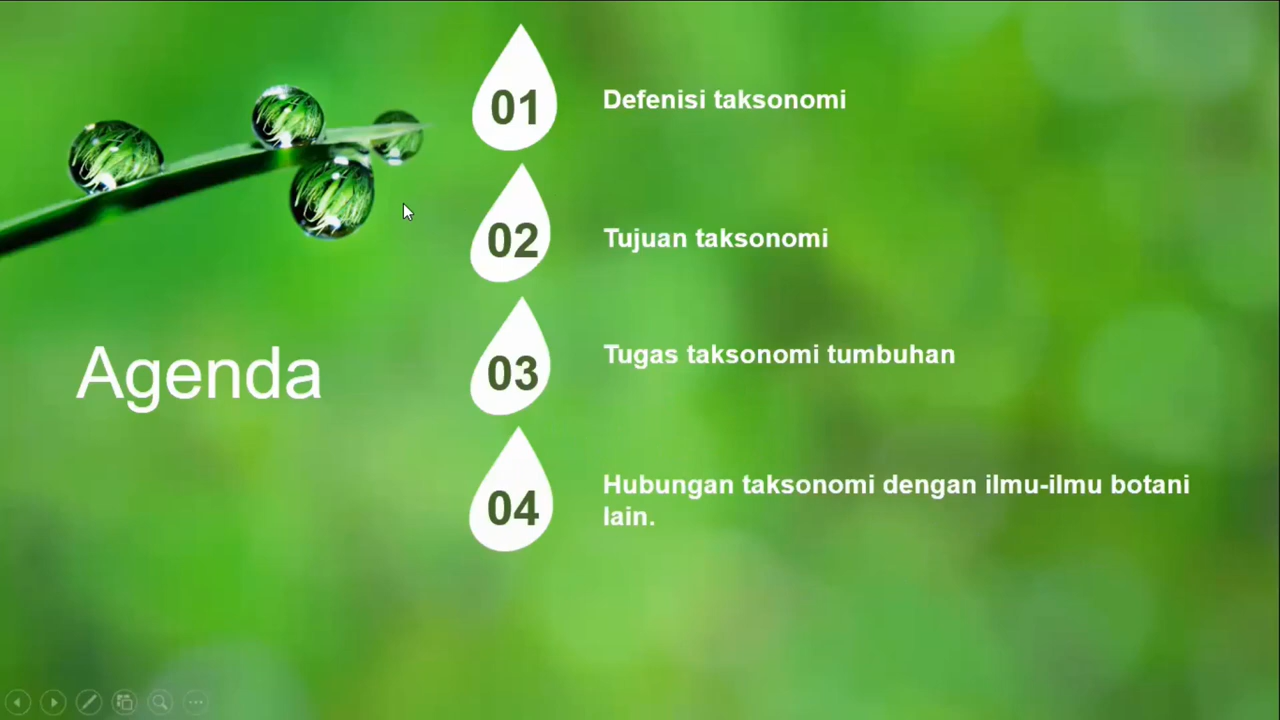 Agenda
01
Defenisi taksonomi
02
Tujuan taksonomi
03
Tugas taksonomi tumbuhan
04
Hubungan taksonomi dengan ilmu-ilmu botani
lain.